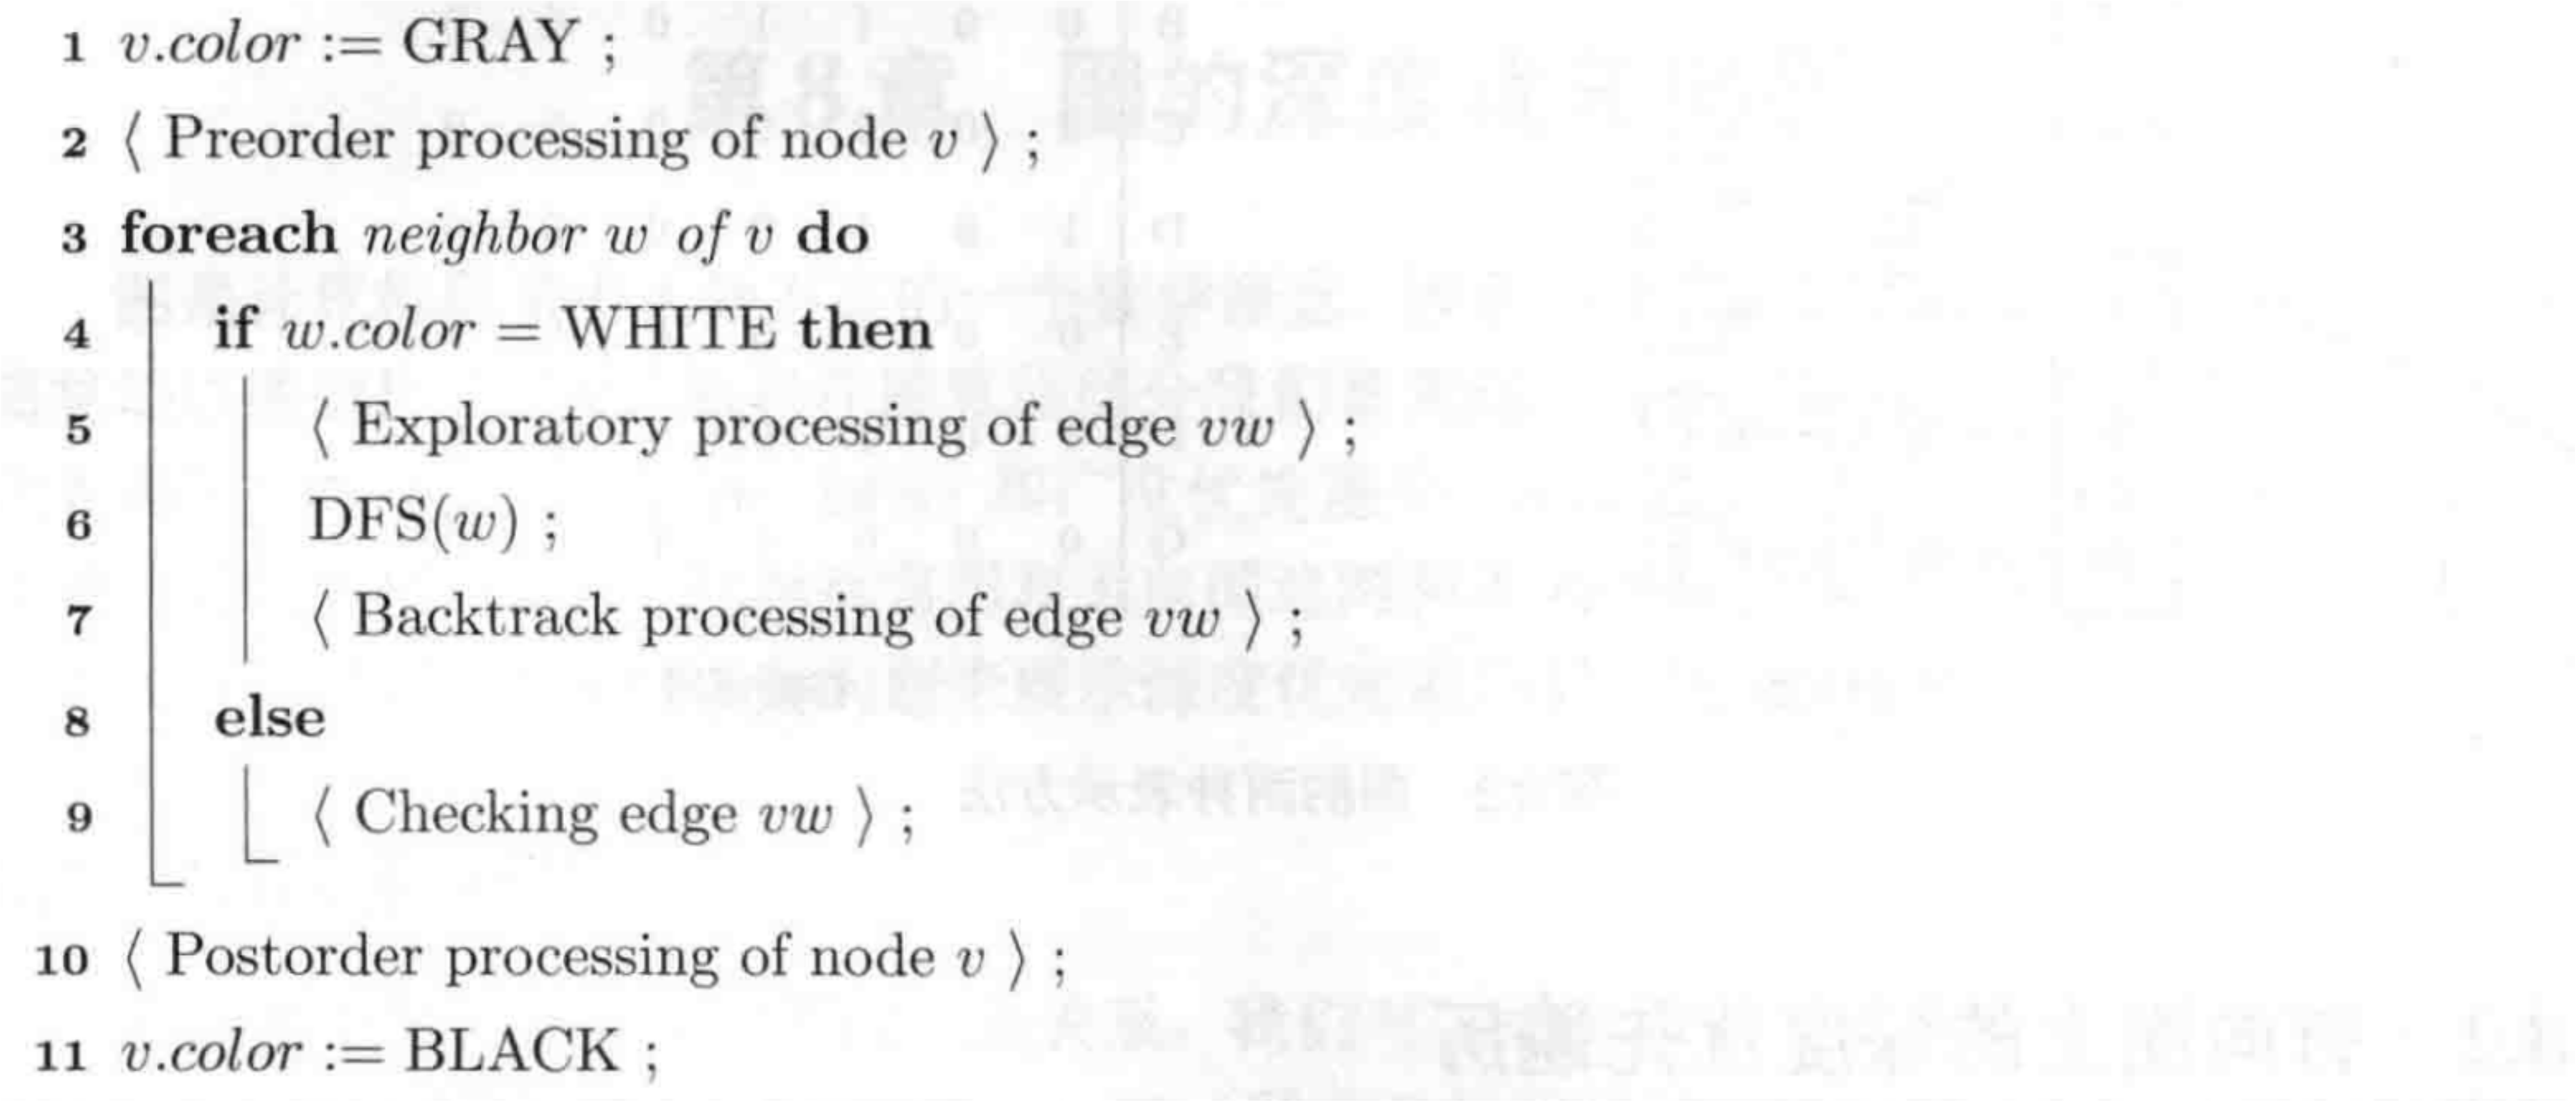 1 v.color := GRAY ;
2 ⟨ Preorder processing of node v ⟩ ;
3 foreach neighbor w of v do
4 if w.color = WHITE then
5 ⟨ Exploratory processing of edge vw ⟩ ;
6 DFS(w) ;
7 ⟨ Backtrack processing of edge vw ⟩ ;
8 else
9 ⟨ Checking edge vw ⟩ ;
10 ⟨ Postorder processing of node v ⟩ ;
11 v.color := BLACK ;